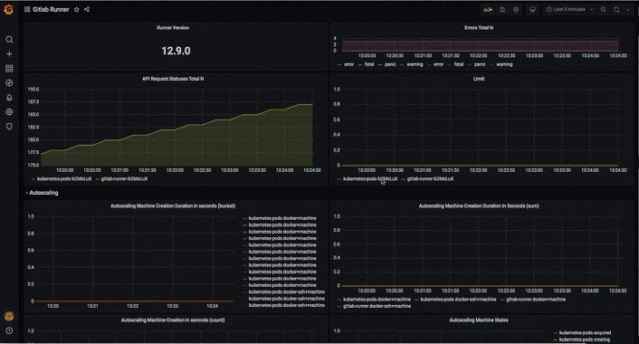 Gitlab Runner
Last 5 minutes
Runner Version
12.9.0
Errors Total N
4
3
2
0
10:20:00 10:20:30 10:21:00 10:21:30 10:22:00 10:22:30 10:23:00 10:23:30 10:24:00 10:24:30
error fatal panic warning error fatal panic warning
API Request Statuses Total N
190.0
187.5
185.0
182.5
180.0
177.5
175.0
10:20:00 10:20:30 10:21:00 10:21:30 10:22:00 10:22:30 10:23:00 10:23:30 10:24:00 10:24:30
kubernetes-pods
gitlab-runner
Limit
1.0
0.8
0.6
0.4
0.2
0
10:20:00 10:20:30 10:21:00 10:21:30 10:22:00 10:22:30 10:23:00 10:23:30 10:24:00 10:24:30
kubernetes-pods
gitlab-runner
Autoscaling
Autoscaling Machine Creation Duration in seconds (bucket)
1.0
0.8
0.6
0.4
0.2
0
10:20 10:21 10:22 10:23 10:24
kubernetes-pods docker+machine
kubernetes-pods docker+machine
kubernetes-pods docker+machine
kubernetes-pods docker+machine
kubernetes-pods docker+machine
kubernetes-pods docker+machine
kubernetes-pods docker+machine
kubernetes-pods docker+machine
kubernetes-pods docker+machine
kubernetes-pods docker+machine
kubernetes-pods docker+machine
kubernetes-pods docker-ssh+machine
kubernetes-pods docker-ssh+machine
Autoscaling Machine Creation Duration in Seconds (sum)
1.0
0.8
0.6
0.4
0.2
0
10:20:00 10:20:30 10:21:00 10:21:30 10:22:00 10:22:30 10:23:00 10:23:30 10:24:00 10:24:30
kubernetes-pods docker+machine kubernetes-pods docker-ssh+machine gitlab-runner docker+machine
gitlab-runner docker-ssh+machine
Autoscaling Machine Creation in seconds (count)
1.0
Autoscaling Machine States
1.0
kubernetes-pods acquired
kubernetes-pods creating